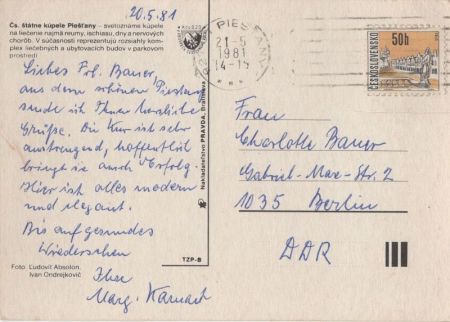 20.5.81
Čs. štátne kúpele Piešťany – svetoznáme kúpele
na liečenie najmä reumy, ischiasu, dny a nervových
chorôb. V súčasnosti reprezentujú rozsiahly kom-
plex liečebných a ubytovacích budov v parkovom
prostredí
Liebes Frl. Bauer,
aus dem schönen Piestan
sende ich Ihnen herzliche
Grüße. Die Kur ist sehr
anstrengend, hoffentlich
bringt sie auch Erfolg.
Hier ist alles modern
und elegant.
Bis auf gesundes
Wiedersehen
Ihre
Marg. Karnach
Foto: Ľudovít Absolon,
Ivan Ondrejkovič
TZP-B
Nakladateľstvo PRAVDA, Bratislava
PIEŠŤANY
21-5
1981
14-15
ČESKOSLOVENSKO
50h
Frau
Charlotte Bauer
Gabriel-Max-Str. 2
1035 Berlin
DDR